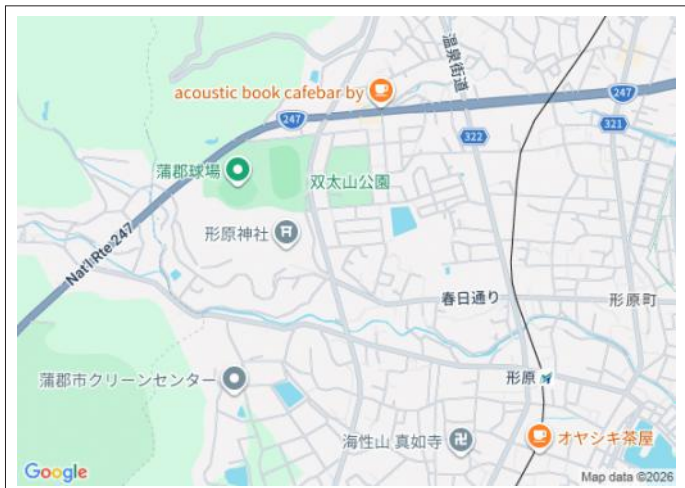 温泉街道
acoustic book cafebar by
247
247
322
321
蒲郡球場
双太山公園
形原神社
Nat'l Rte 247
春日通り
形原町
蒲郡市クリーンセンター
形原
海性山 真如寺
オヤシキ茶屋
Google
Map data ©2026